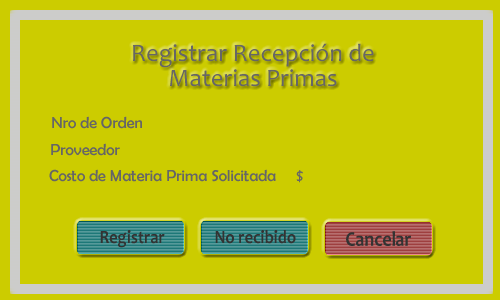 Registrar Recepción de
Materias Primas
Nro de Orden
Proveedor
Costo de Materia Prima Solicitada $
Registrar No recibido Cancelar